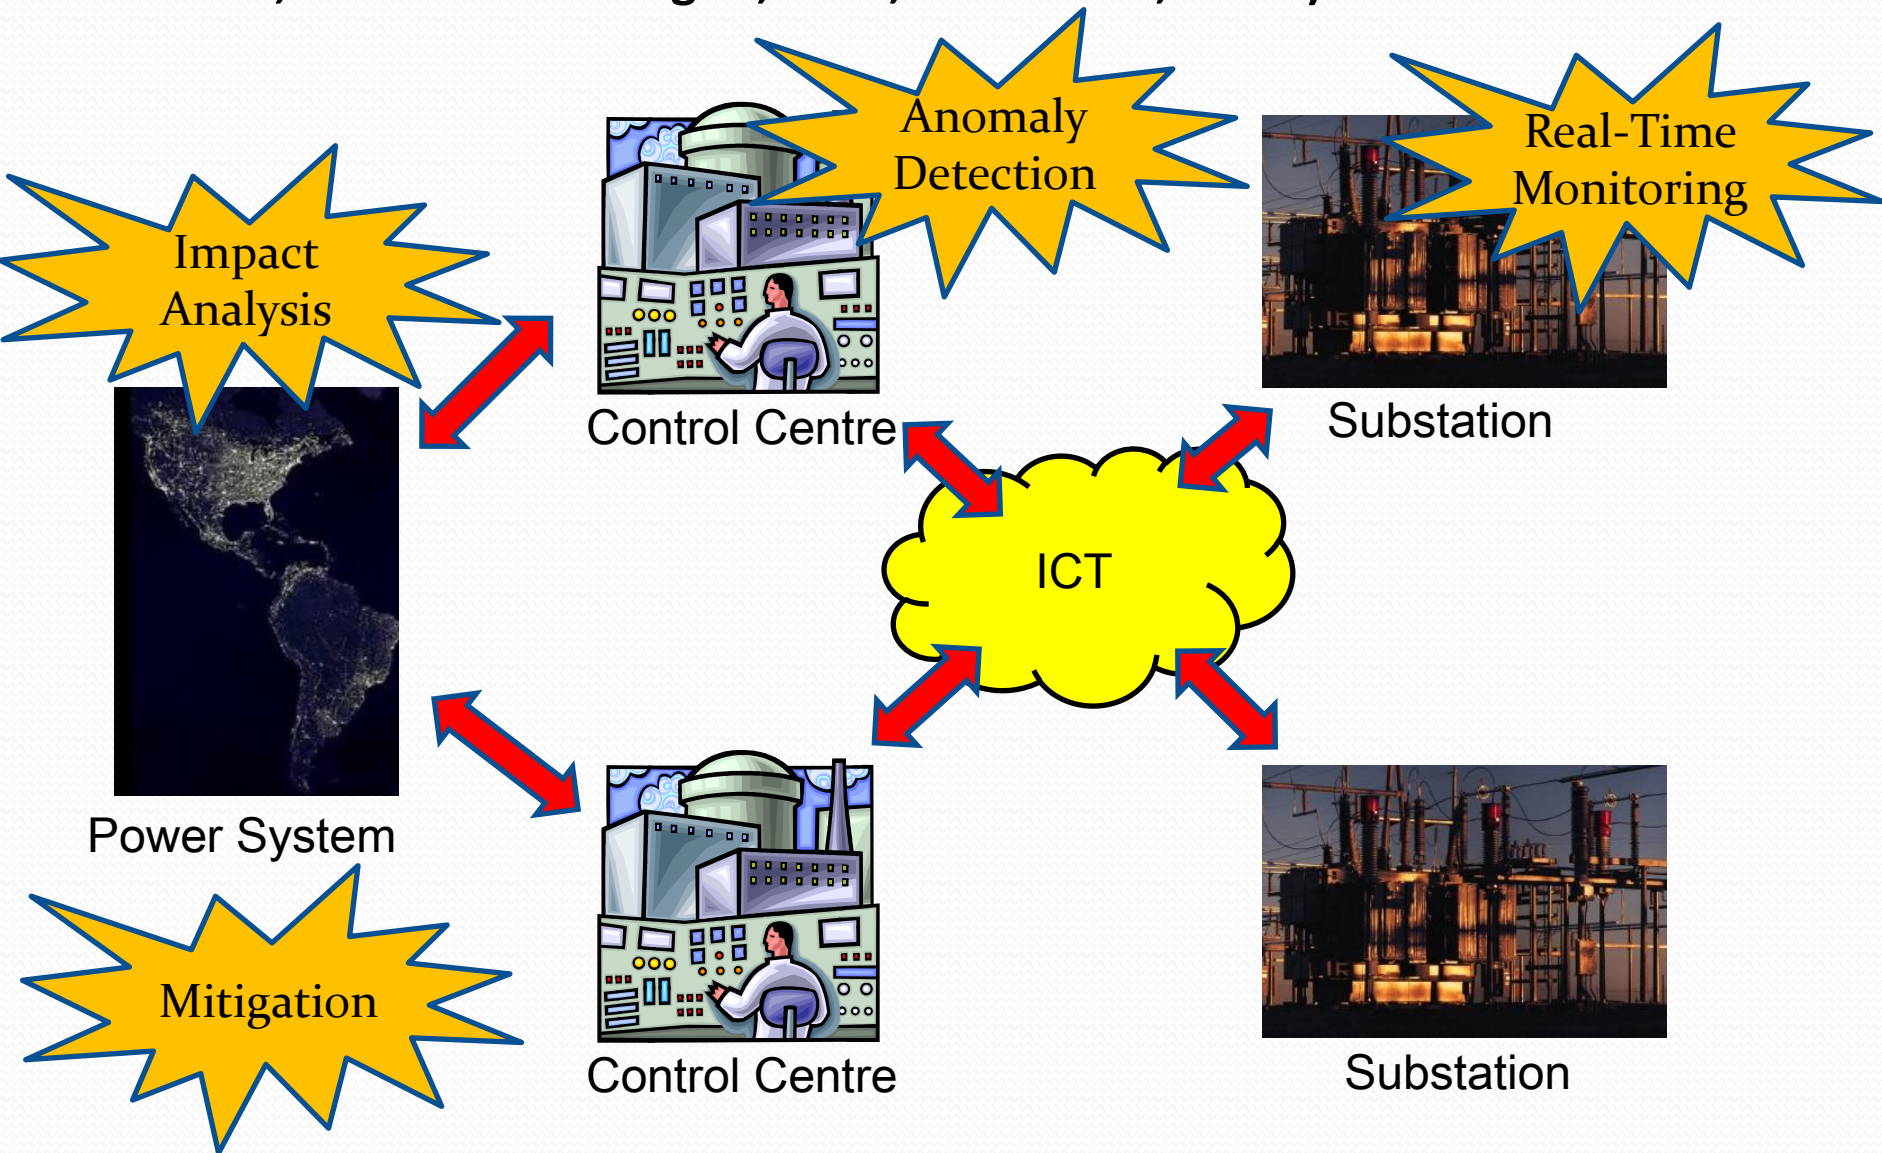 Anomaly
Detection
Real-Time
Monitoring
Impact
Analysis
Control Centre
Substation
ICT
Power System
Mitigation
Control Centre
Substation